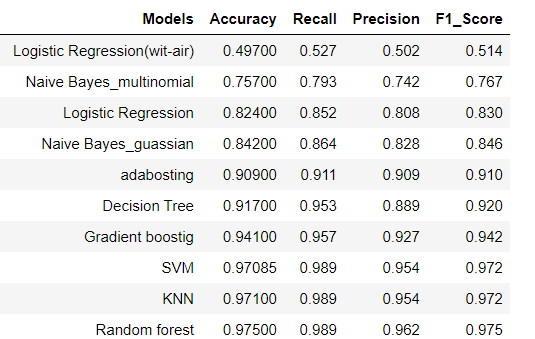 Models Accuracy Recall Precision F1_Score
Logistic Regression(wit-air) 0.49700 0.527 0.502 0.514
Naive Bayes_multinomial 0.75700 0.793 0.742 0.767
Logistic Regression 0.82400 0.852 0.808 0.830
Naive Bayes_guassian 0.84200 0.864 0.828 0.846
adabosting 0.90900 0.911 0.909 0.910
Decision Tree 0.91700 0.953 0.889 0.920
Gradient boostig 0.94100 0.957 0.927 0.942
SVM 0.97085 0.989 0.954 0.972
KNN 0.97100 0.989 0.954 0.972
Random forest 0.97500 0.989 0.962 0.975